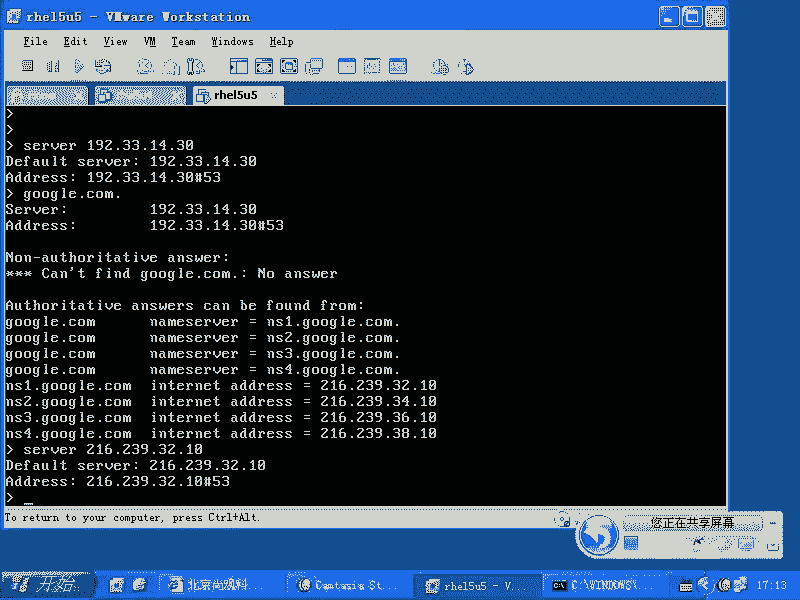 rhel5u5 - VMware Workstation
File Edit View VM Team Windows Help
rhel5u5
>
>
> server 192.33.14.30
Default server: 192.33.14.30
Address: 192.33.14.30#53
> google.com.
Server: 192.33.14.30
Address: 192.33.14.30#53
Non-authoritative answer:
*** Can't find google.com.: No answer
Authoritative answers can be found from:
google.com nameserver = ns1.google.com.
google.com nameserver = ns2.google.com.
google.com nameserver = ns3.google.com.
google.com nameserver = ns4.google.com.
ns1.google.com internet address = 216.239.32.10
ns2.google.com internet address = 216.239.34.10
ns3.google.com internet address = 216.239.36.10
ns4.google.com internet address = 216.239.38.10
> server 216.239.32.10
Default server: 216.239.32.10
Address: 216.239.32.10#53
> _
To return to your computer, press Ctrl+Alt.
您正在共享屏幕
开始 北京尚观科... Camtasia St... rhel5u5 - V... C:\WINDOWS\... 17:13